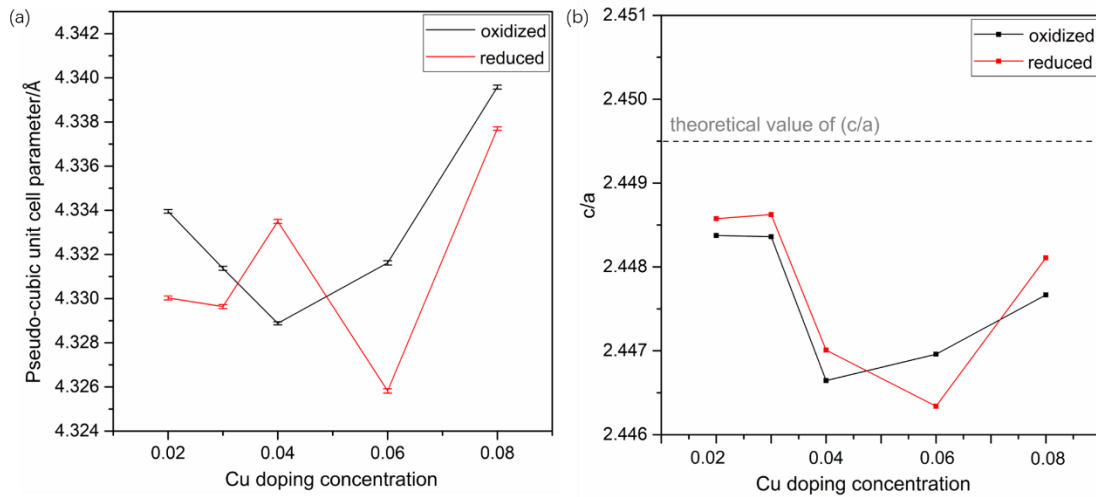 (a)
4.342
4.340
4.338
4.336
4.334
4.332
4.330
4.328
4.326
4.324
Pseudo-cubic unit cell parameter/Å
oxidized
reduced
0.02 0.04 0.06 0.08
Cu doping concentration
(b)
2.451
2.450
2.449
2.448
2.447
2.446
c/a
oxidized
reduced
theoretical value of (c/a)
0.02 0.04 0.06 0.08
Cu doping concentration